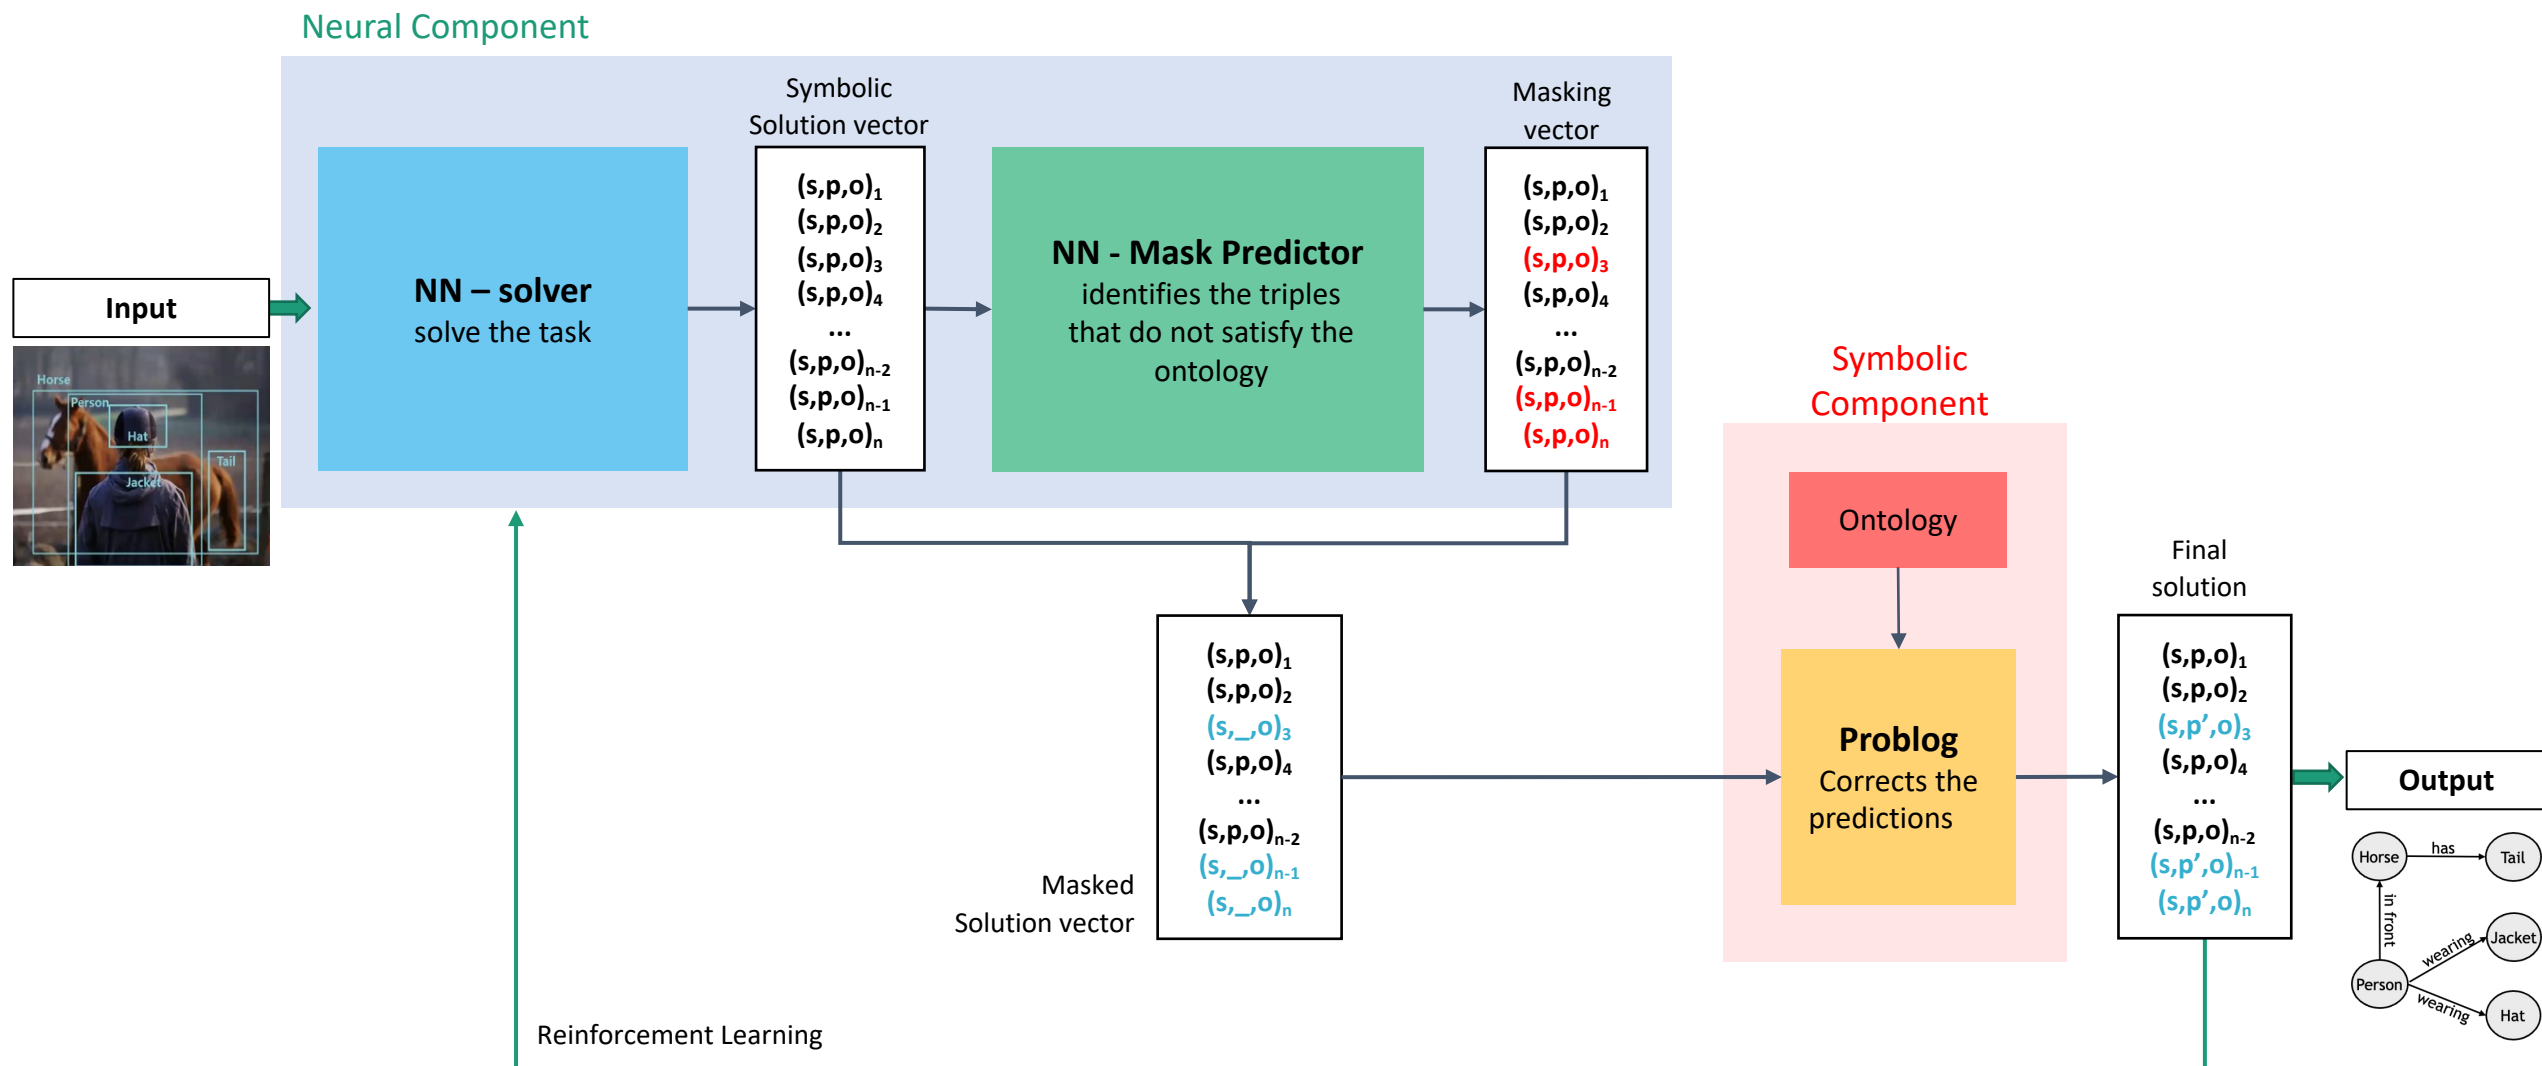 Neural Component
Symbolic
Solution vector
Masking
vector
Input
Horse
Person
Hat
Tail
Jacket
NN – solver
solve the task
(s,p,o)1
(s,p,o)2
(s,p,o)3
(s,p,o)4
...
(s,p,o)n-2
(s,p,o)n-1
(s,p,o)n
NN - Mask Predictor
identifies the triples
that do not satisfy the
ontology
(s,p,o)1
(s,p,o)2
(s,p,o)3
(s,p,o)4
...
(s,p,o)n-2
(s,p,o)n-1
(s,p,o)n
Symbolic
Component
Ontology
Problog
Corrects the
predictions
Masked
Solution vector
(s,p,o)1
(s,p,o)2
(s,_,o)3
(s,p,o)4
...
(s,p,o)n-2
(s,_,o)n-1
(s,_,o)n
Final
solution
(s,p,o)1
(s,p,o)2
(s,p’,o)3
(s,p,o)4
...
(s,p,o)n-2
(s,p’,o)n-1
(s,p’,o)n
Output
Horse
has
Tail
in front
wearing
Jacket
Person
wearing
Hat
Reinforcement Learning